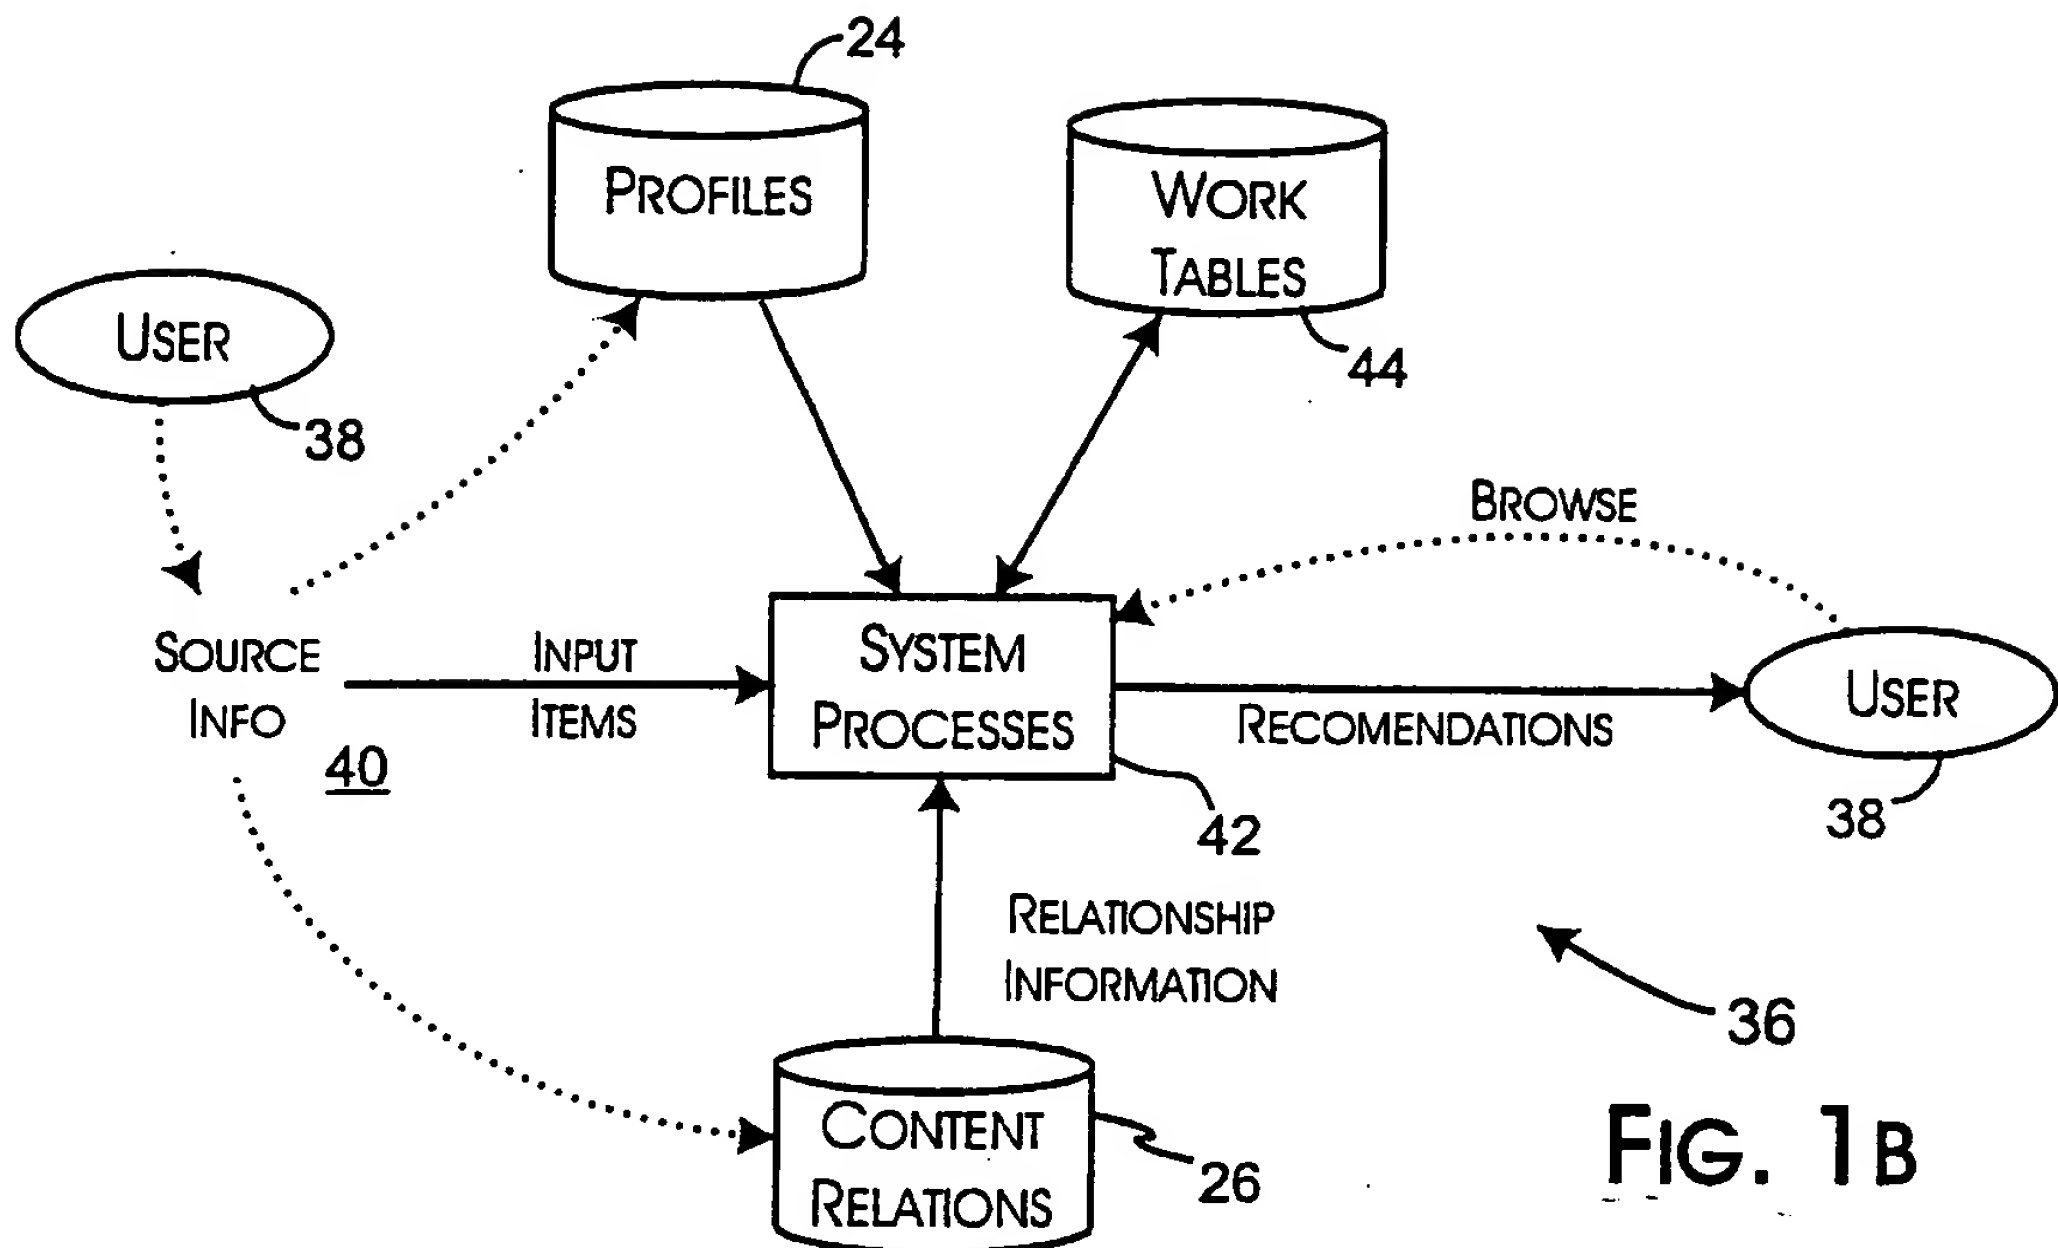 24
PROFILES
WORK
TABLES
44
USER
38
BROWSE
SOURCE
INFO
40
INPUT
ITEMS
SYSTEM
PROCESSES
42
RECOMENDATIONS
USER
38
RELATIONSHIP
INFORMATION
36
CONTENT
RELATIONS
26
FIG. 1B